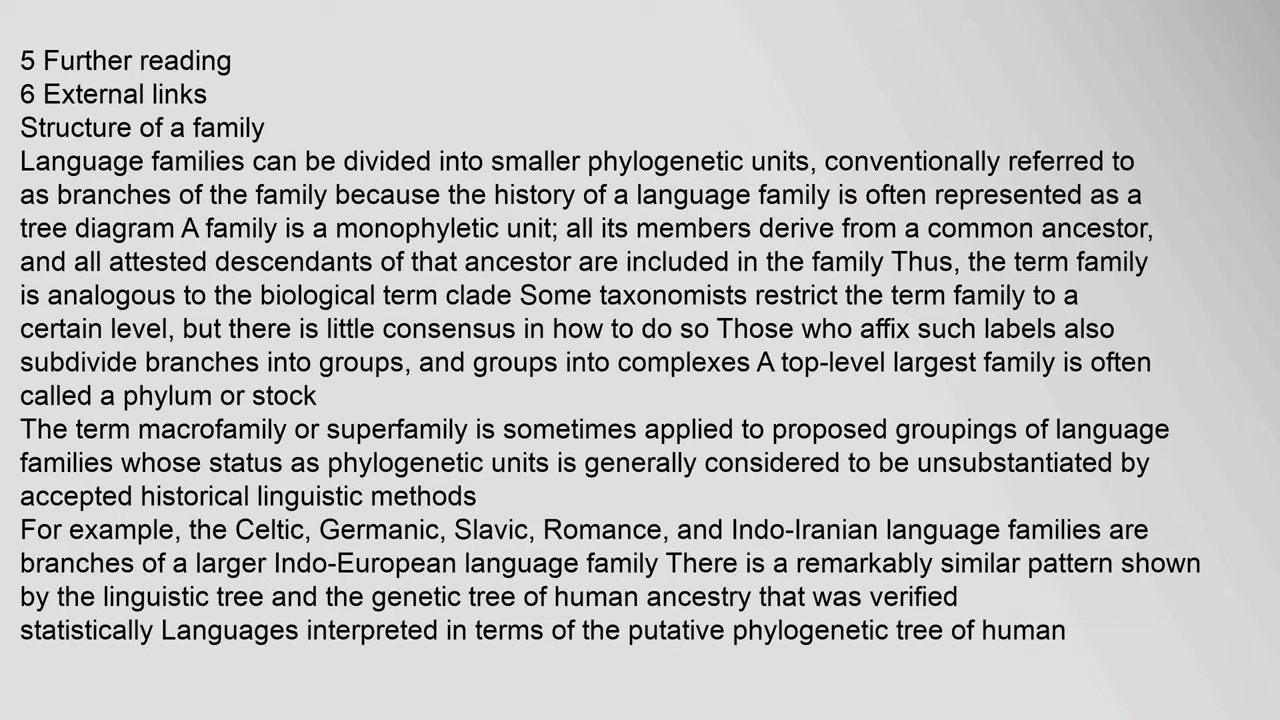 5 Further reading
6 External links
Structure of a family
Language families can be divided into smaller phylogenetic units, conventionally referred to
as branches of the family because the history of a language family is often represented as a
tree diagram A family is a monophyletic unit; all its members derive from a common ancestor,
and all attested descendants of that ancestor are included in the family Thus, the term family
is analogous to the biological term clade Some taxonomists restrict the term family to a
certain level, but there is little consensus in how to do so Those who affix such labels also
subdivide branches into groups, and groups into complexes A top-level largest family is often
called a phylum or stock
The term macrofamily or superfamily is sometimes applied to proposed groupings of language
families whose status as phylogenetic units is generally considered to be unsubstantiated by
accepted historical linguistic methods
For example, the Celtic, Germanic, Slavic, Romance, and Indo-Iranian language families are
branches of a larger Indo-European language family There is a remarkably similar pattern shown
by the linguistic tree and the genetic tree of human ancestry that was verified
statistically Languages interpreted in terms of the putative phylogenetic tree of human